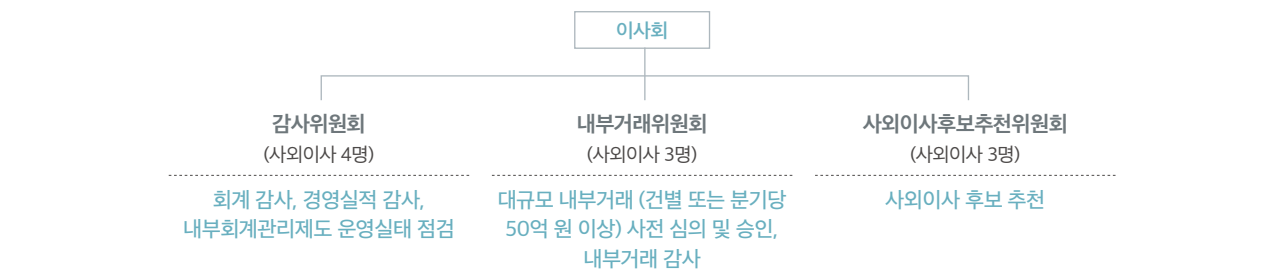 이사회
감사위원회
(사외이사 4명)
회계 감사, 경영실적 감사,
내부회계관리제도 운영실태 점검
내부거래위원회
(사외이사 3명)
대규모 내부거래 (건별 또는 분기당
50억 원 이상) 사전 심의 및 승인,
내부거래 감사
사외이사후보추천위원회
(사외이사 3명)
사외이사 후보 추천